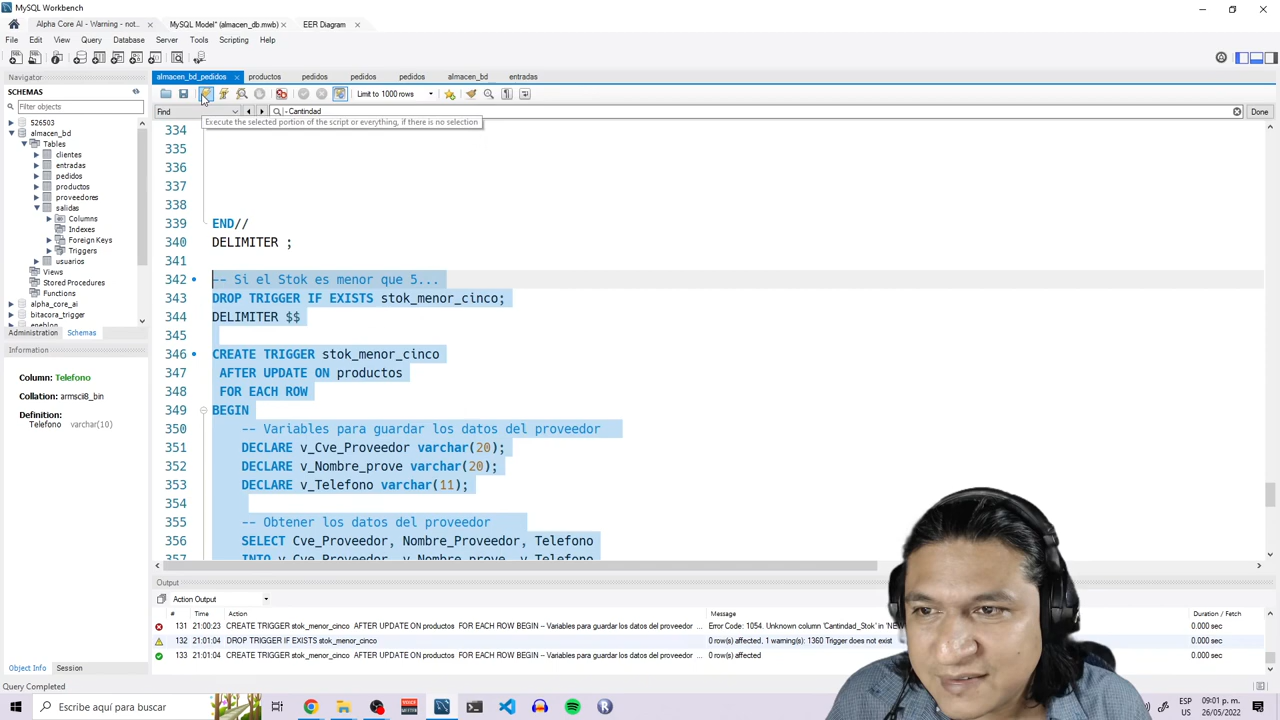 MySQL Workbench
Alpha Core AI - Warning - not...
MySQL Model* (almacen_db.mwb)
EER Diagram
File Edit View Query Database Server Tools Scripting Help
Navigator
almacen_bd_pedidos productos pedidos pedidos pedidos almacen_bd entradas
SCHEMAS
Limit to 1000 rows
Filter objects
Find
Cantindad
Done
Execute the selected portion of the script or everything, if there is no selection
526503
almacen_bd
Tables
clientes
entradas
pedidos
productos
proveedores
salidas
Columns
Indexes
Foreign Keys
Triggers
usuarios
Views
Stored Procedures
Functions
alpha_core_ai
bitacora_trigger
Administration Schemas
Information
Column: Telefono
Collation: armscii8_bin
Definition:
Telefono varchar(10)
334
335
336
337
338
339 END//
340 DELIMITER ;
341
342 -- Si el Stok es menor que 5...
343 DROP TRIGGER IF EXISTS stok_menor_cinco;
344 DELIMITER $$
345
346 CREATE TRIGGER stok_menor_cinco
347 AFTER UPDATE ON productos
348 FOR EACH ROW
349 BEGIN
350 -- Variables para guardar los datos del proveedor
351 DECLARE v_Cve_Proveedor varchar(20);
352 DECLARE v_Nombre_prove varchar(20);
353 DECLARE v_Telefono varchar(11);
354
355 -- Obtener los datos del proveedor
356 SELECT Cve_Proveedor, Nombre_Proveedor, Telefono
357 INTO v_Cve_Proveedor, v_Nombre_prove, v_Telefono
Output
Action Output
# Time Action Message Duration / Fetch
131 21:00:23 CREATE TRIGGER stok_menor_cinco AFTER UPDATE ON productos FOR EACH ROW BEGIN -- Variables para guardar los datos del proveedor ... Error Code: 1054. Unknown column 'Cantindad_Stok' in 'NE 0.000 sec
132 21:01:04 DROP TRIGGER IF EXISTS stok_menor_cinco 0 row(s) affected, 1 warning(s): 1360 Trigger does not exist 0.000 sec
133 21:01:04 CREATE TRIGGER stok_menor_cinco AFTER UPDATE ON productos FOR EACH ROW BEGIN -- Variables para guardar los datos del proveedor ... 0 row(s) affected 0.000 sec
Object Info Session
Query Completed
Escribe aquí para buscar
ESP
US
09:01 p. m.
26/05/2022